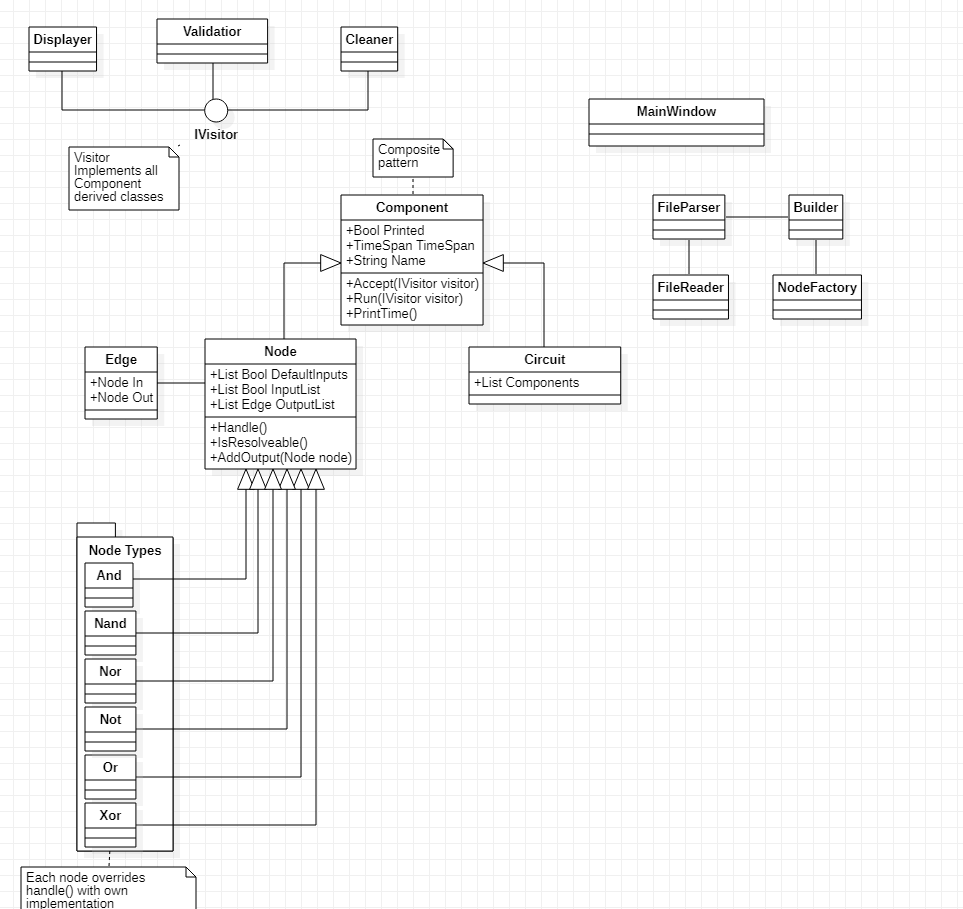 Displayer
Validatior
Cleaner
IVisitor
MainWindow
Visitor
Implements all
Component
derived classes
Composite
pattern
Component
+Bool Printed
+TimeSpan TimeSpan
+String Name
+Accept(IVisitor visitor)
+Run(IVisitor visitor)
+PrintTime()
FileParser
Builder
FileReader
NodeFactory
Edge
+Node In
+Node Out
Node
+List Bool DefaultInputs
+List Bool InputList
+List Edge OutputList
+Handle()
+IsResolveable()
+AddOutput(Node node)
Circuit
+List Components
Node Types
And
Nand
Nor
Not
Or
Xor
Each node overrides
handle() with own
implementation